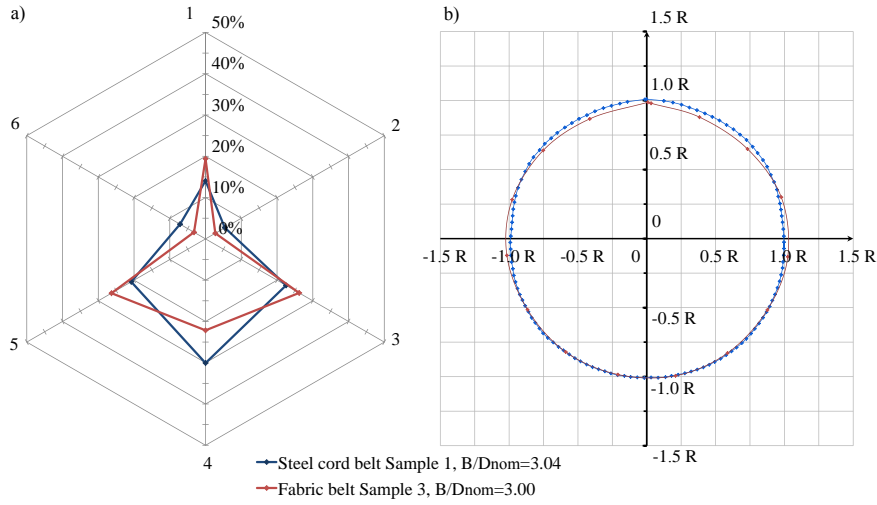 a)
1
50%
40%
30%
20%
10%
0%
2
3
4
5
6
b)
1.5 R
1.0 R
0.5 R
0
-1.5 R
-1.0 R
-0.5 R
0
0.5 R
1.0 R
1.5 R
-0.5 R
-1.0 R
-1.5 R
Steel cord belt Sample 1, B/Dnom=3.04
Fabric belt Sample 3, B/Dnom=3.00